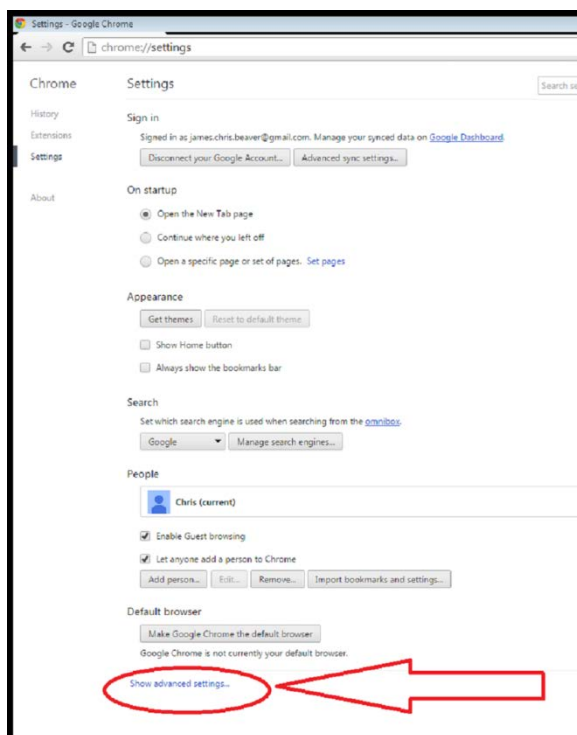 Settings - Google Chrome
chrome://settings
Chrome
Settings
Search se
History
Extensions
Settings
About
Sign in
Signed in as james.chris.beaver@gmail.com. Manage your synced data on Google Dashboard.
Disconnect your Google Account... Advanced sync settings...
On startup
Open the New Tab page
Continue where you left off
Open a specific page or set of pages. Set pages
Appearance
Get themes Reset to default theme
Show Home button
Always show the bookmarks bar
Search
Set which search engine is used when searching from the omnibox.
Google Manage search engines...
People
Chris (current)
Enable Guest browsing
Let anyone add a person to Chrome
Add person... Edit... Remove... Import bookmarks and settings...
Default browser
Make Google Chrome the default browser
Google Chrome is not currently your default browser.
Show advanced settings...